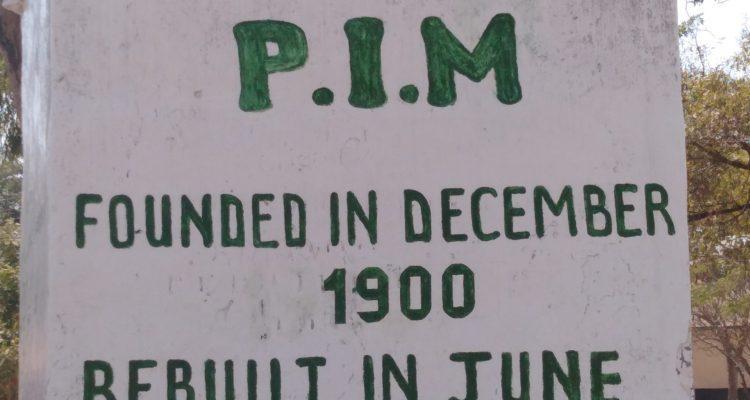 P.I.M
FOUNDED IN DECEMBER
1900
REBUILT IN JUNE